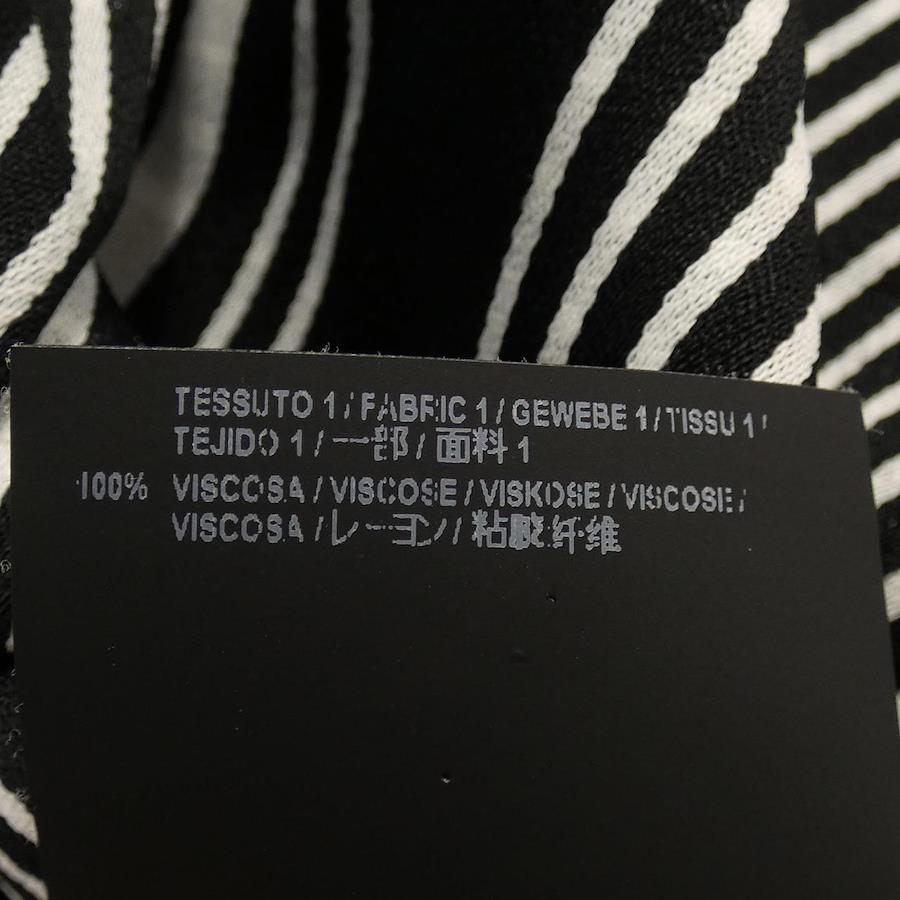 TESSUTO 1 / FABRIC 1 / GEWEBE 1 / TISSU 1 /
TEJIDO 1 / 一部 / 面料 1
100% VISCOSA / VISCOSE / VISKOSE / VISCOSE /
VISCOSA / レーヨン / 粘胶纤维